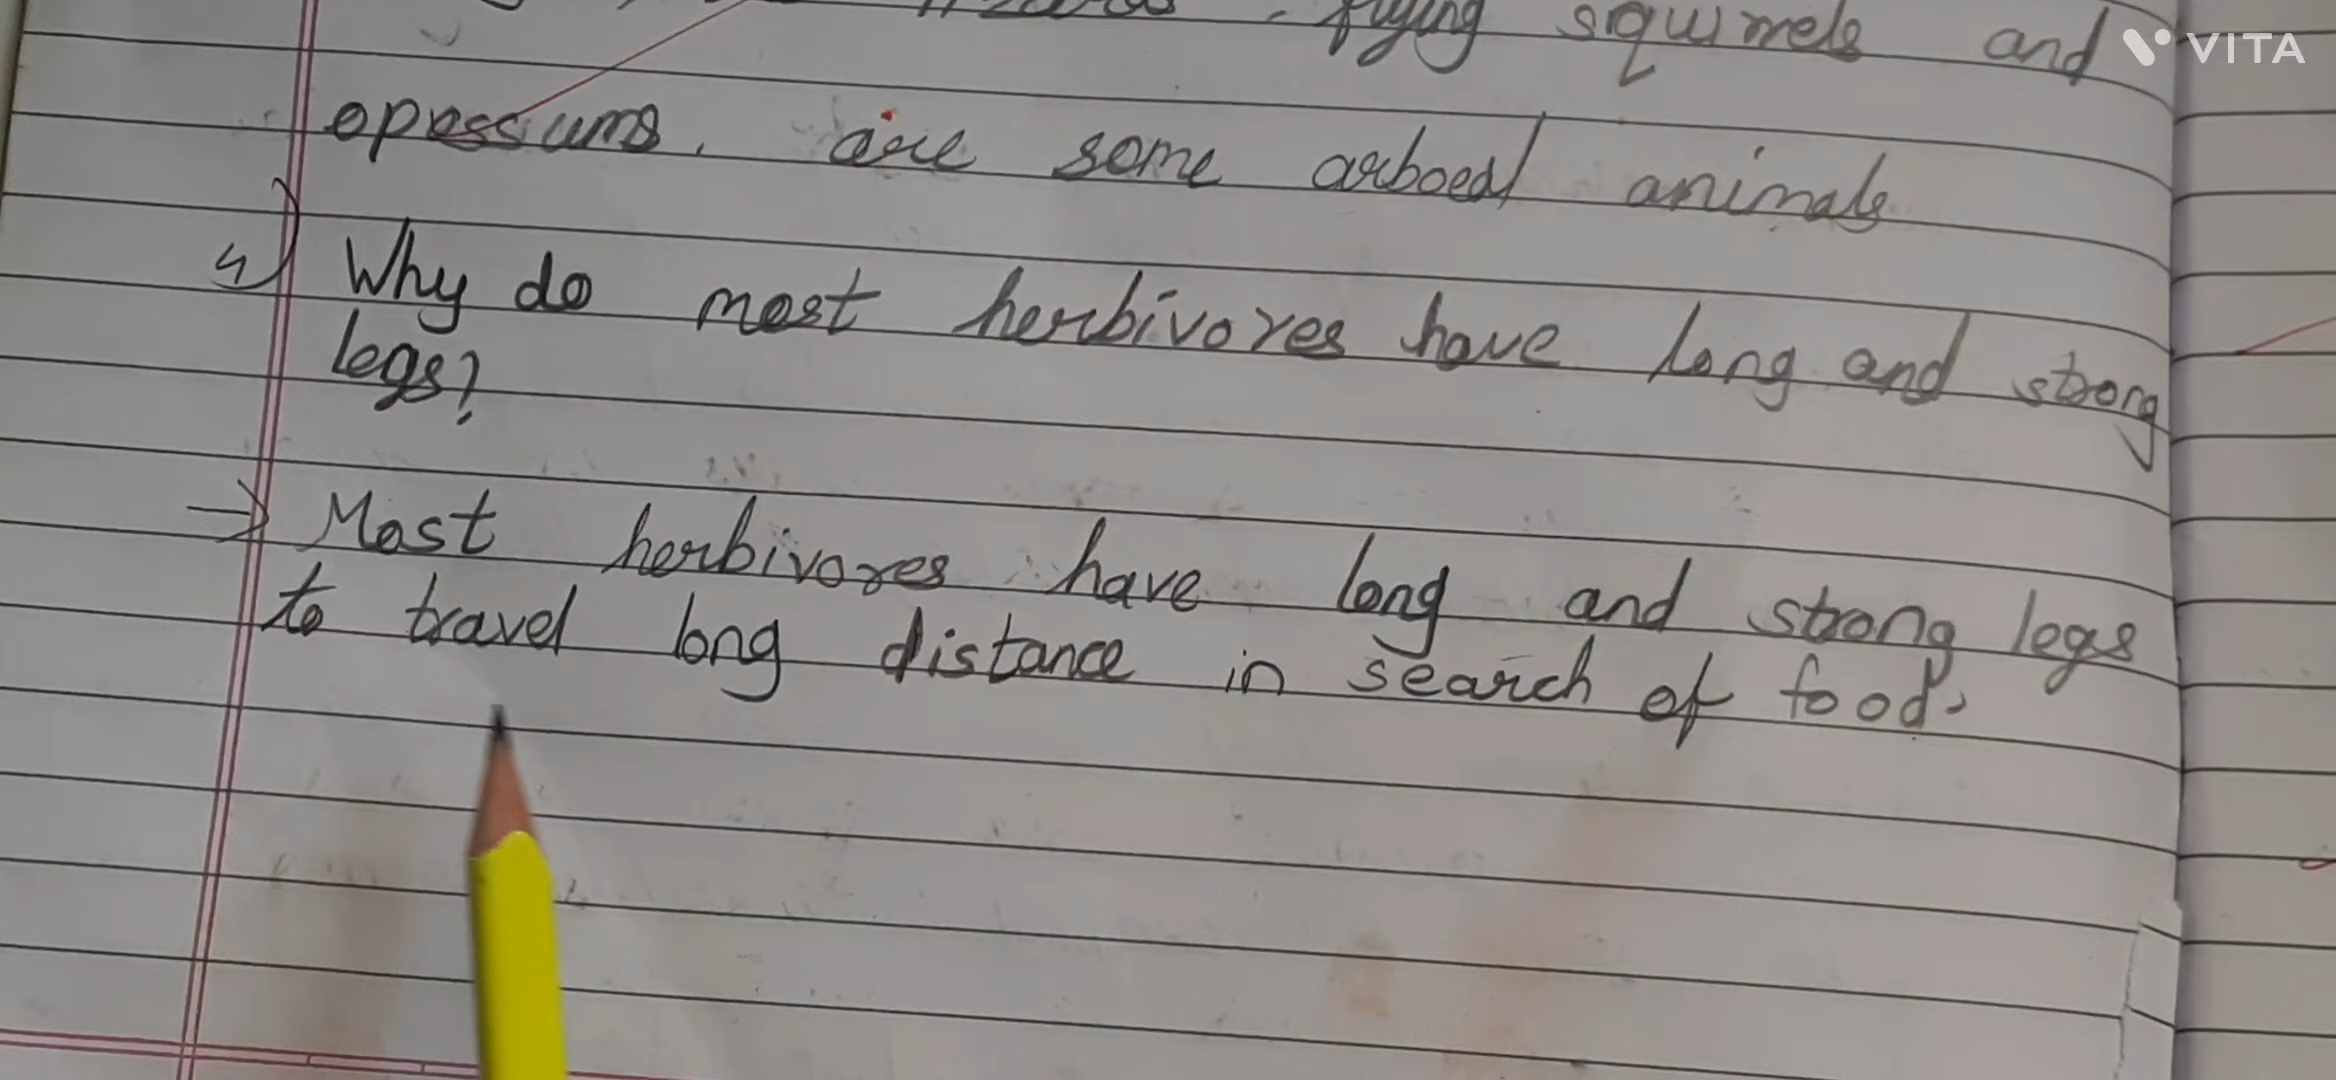 flying squirrels and
opossums. are some arboeal animals
4) Why do most herbivores have long and strong
legs?
→ Most herbivores have long and strong legs
to travel long distance in search of food.
VITA